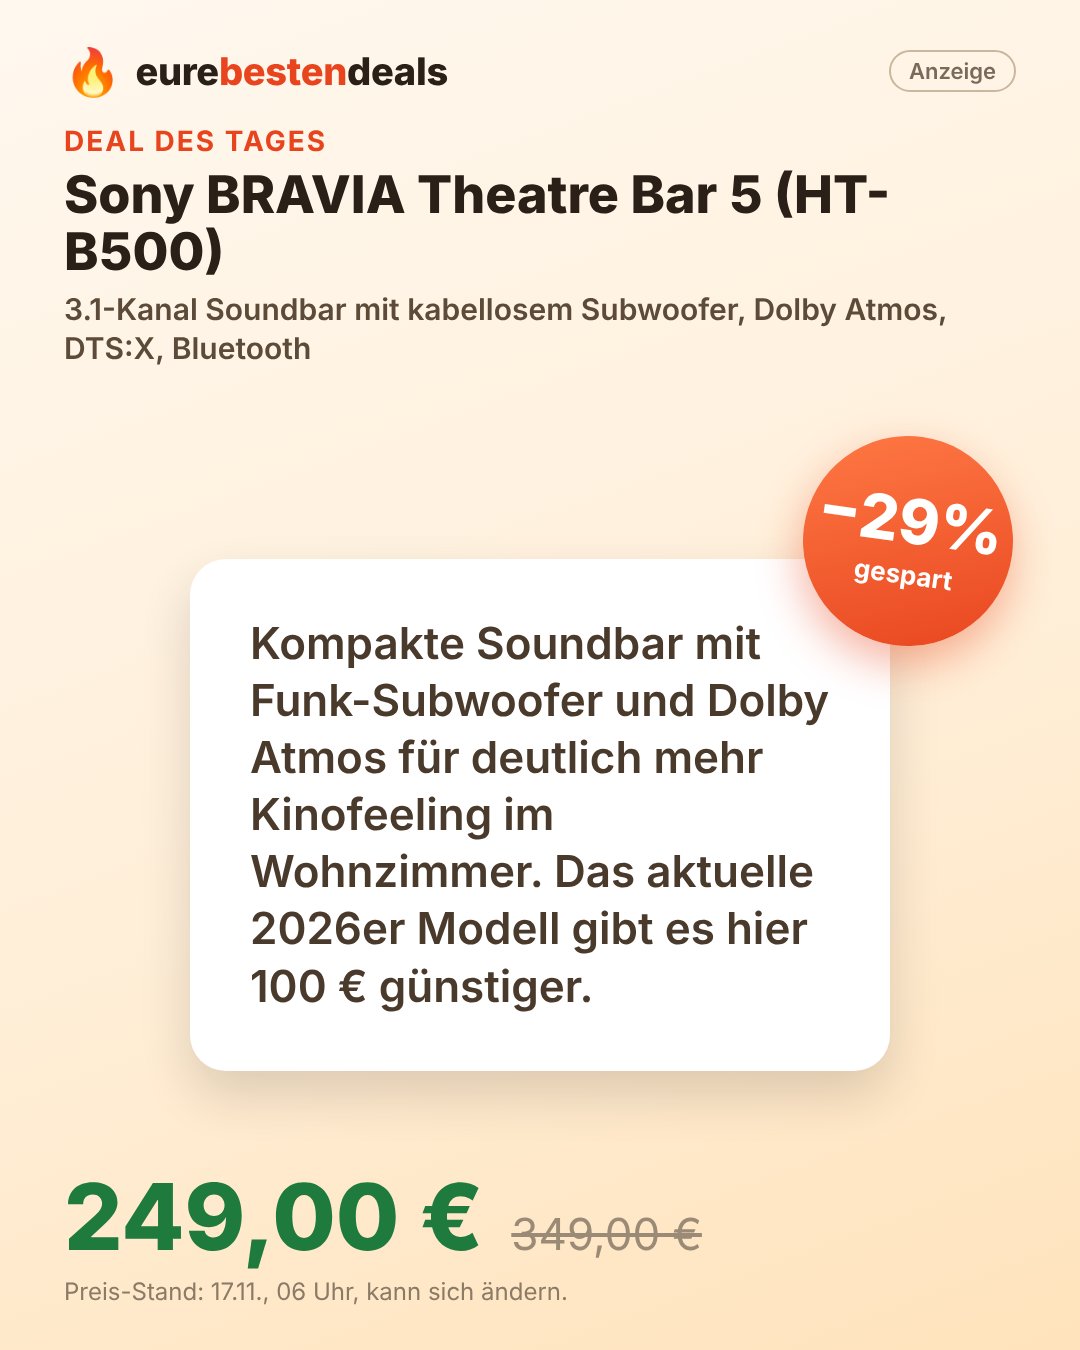 eurebestendeals
Anzeige
DEAL DES TAGES
Sony BRAVIA Theatre Bar 5 (HT-
B500)
3.1-Kanal Soundbar mit kabellosem Subwoofer, Dolby Atmos,
DTS:X, Bluetooth
−29%
gespart
Kompakte Soundbar mit
Funk-Subwoofer und Dolby
Atmos für deutlich mehr
Kinofeeling im
Wohnzimmer. Das aktuelle
2026er Modell gibt es hier
100 € günstiger.
249,00 € 349,00 €
Preis-Stand: 17.11., 06 Uhr, kann sich ändern.